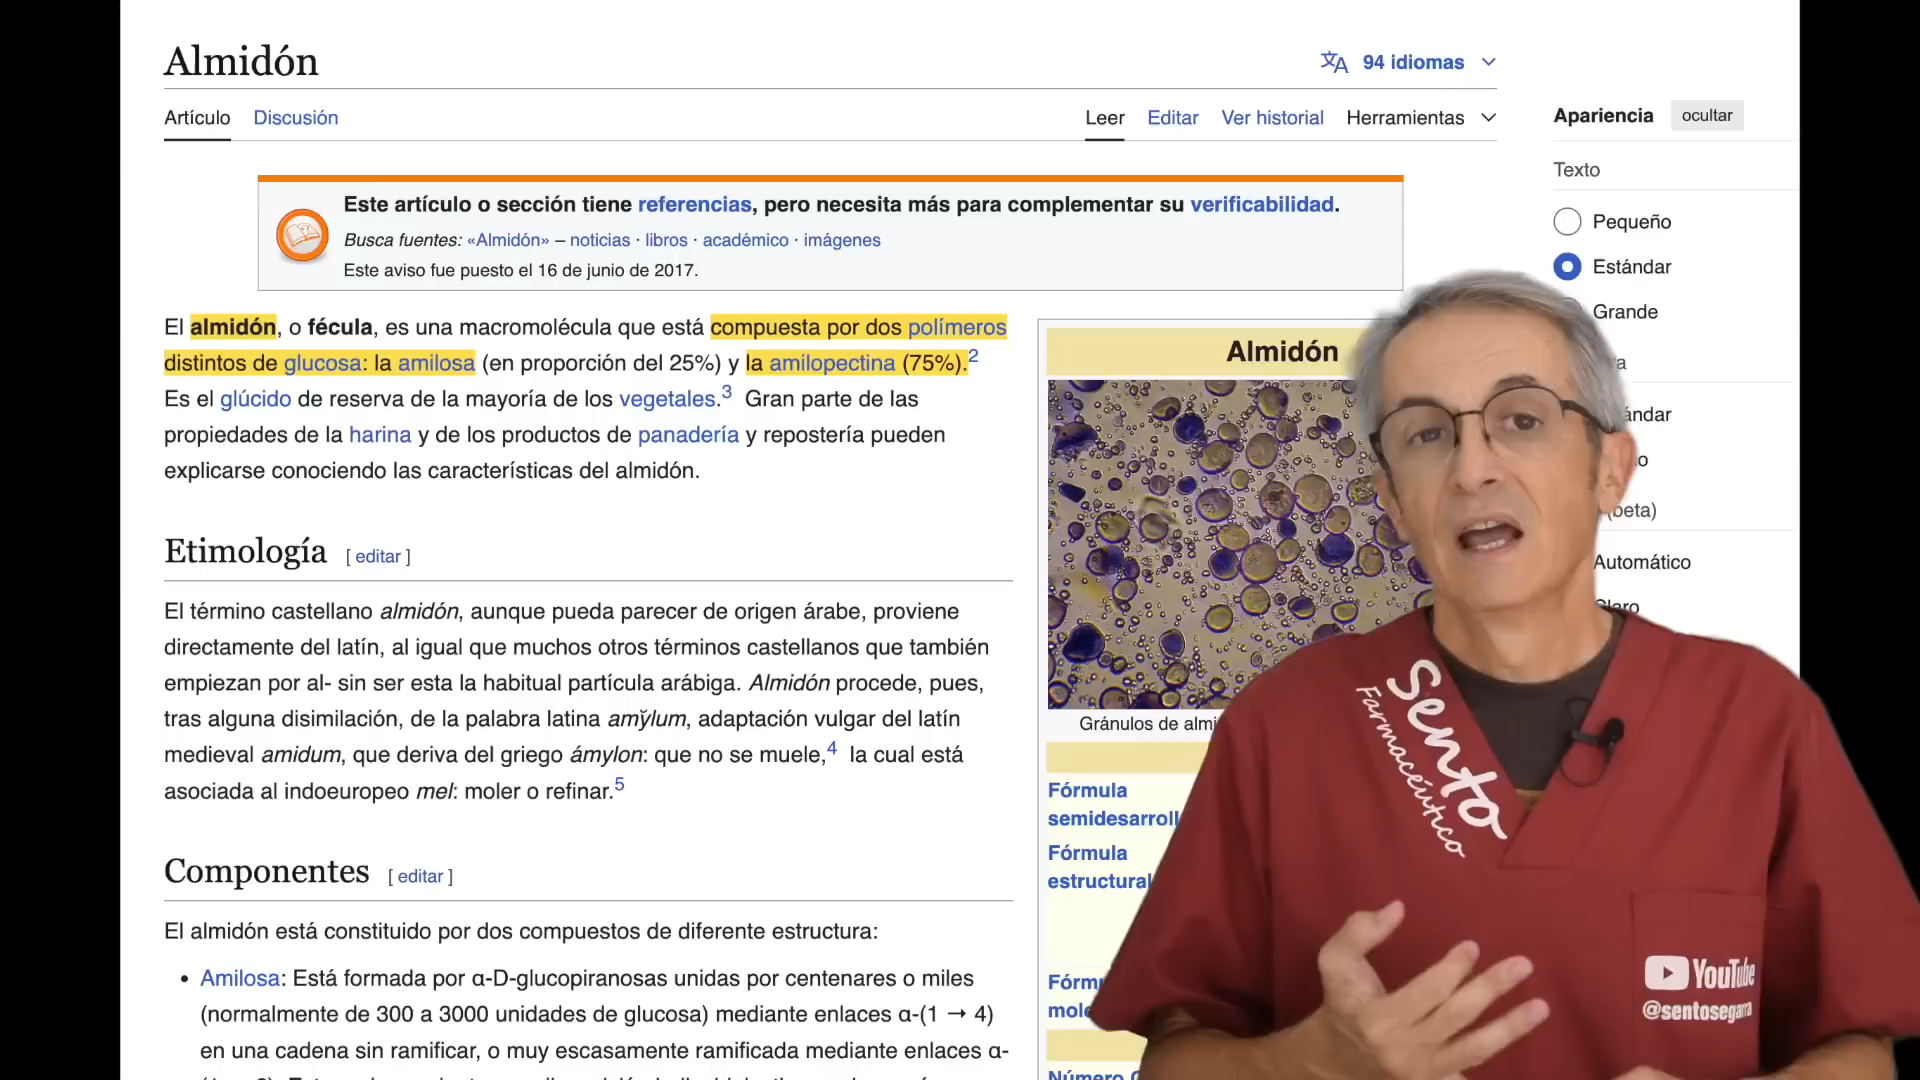 Almidón
94 idiomas
Artículo Discusión Leer Editar Ver historial Herramientas
Apariencia ocultar
Texto
Pequeño
Estándar
Grande
Este artículo o sección tiene referencias, pero necesita más para complementar su verificabilidad.
Busca fuentes: «Almidón» – noticias · libros · académico · imágenes
Este aviso fue puesto el 16 de junio de 2017.
El almidón, o fécula, es una macromolécula que está compuesta por dos polímeros
distintos de glucosa: la amilosa (en proporción del 25%) y la amilopectina (75%).2
Es el glúcido de reserva de la mayoría de los vegetales.3 Gran parte de las
propiedades de la harina y de los productos de panadería y repostería pueden
explicarse conociendo las características del almidón.
Etimología [ editar ]
El término castellano almidón, aunque pueda parecer de origen árabe, proviene
directamente del latín, al igual que muchos otros términos castellanos que también
empiezan por al- sin ser esta la habitual partícula arábiga. Almidón procede, pues,
tras alguna disimilación, de la palabra latina amy̆lum, adaptación vulgar del latín
medieval amidum, que deriva del griego ámylon: que no se muele,4 la cual está
asociada al indoeuropeo mel: moler o refinar.5
Componentes [ editar ]
El almidón está constituido por dos compuestos de diferente estructura:
• Amilosa: Está formada por α-D-glucopiranosas unidas por centenares o miles
(normalmente de 300 a 3000 unidades de glucosa) mediante enlaces α-(1 → 4)
en una cadena sin ramificar, o muy escasamente ramificada mediante enlaces α-
Almidón
Gránulos de almi
Fórmula
semidesarroll
Fórmula
estructural
Fórmu
mole
Número
(beta)
Automático
Claro
Sento
Farmacéutico
YouTube
@sentosegarra